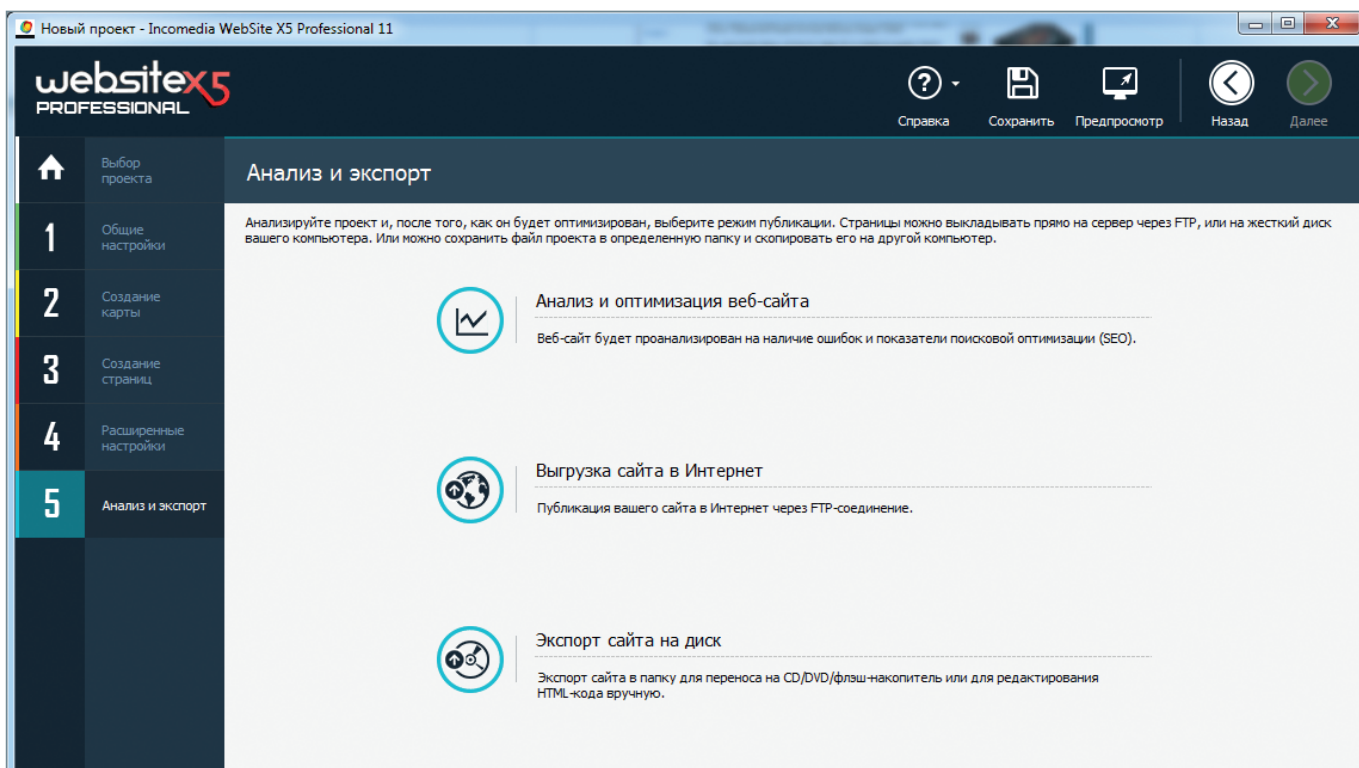 Новый проект - Incomedia WebSite X5 Professional 11
websitex5
PROFESSIONAL
Справка
Сохранить
Предпросмотр
Назад
Далее
Выбор
проекта
Анализ и экспорт
1
Общие
настройки
Анализируйте проект и, после того, как он будет оптимизирован, выберите режим публикации. Страницы можно выкладывать прямо на сервер через FTP, или на жесткий диск
вашего компьютера. Или можно сохранить файл проекта в определенную папку и скопировать его на другой компьютер.
2
Создание
карты
3
Создание
страниц
4
Расширенные
настройки
5
Анализ и экспорт
Анализ и оптимизация веб-сайта
Веб-сайт будет проанализирован на наличие ошибок и показатели поисковой оптимизации (SEO).
Выгрузка сайта в Интернет
Публикация вашего сайта в Интернет через FTP-соединение.
Экспорт сайта на диск
Экспорт сайта в папку для переноса на CD/DVD/флэш-накопитель или для редактирования
HTML-кода вручную.